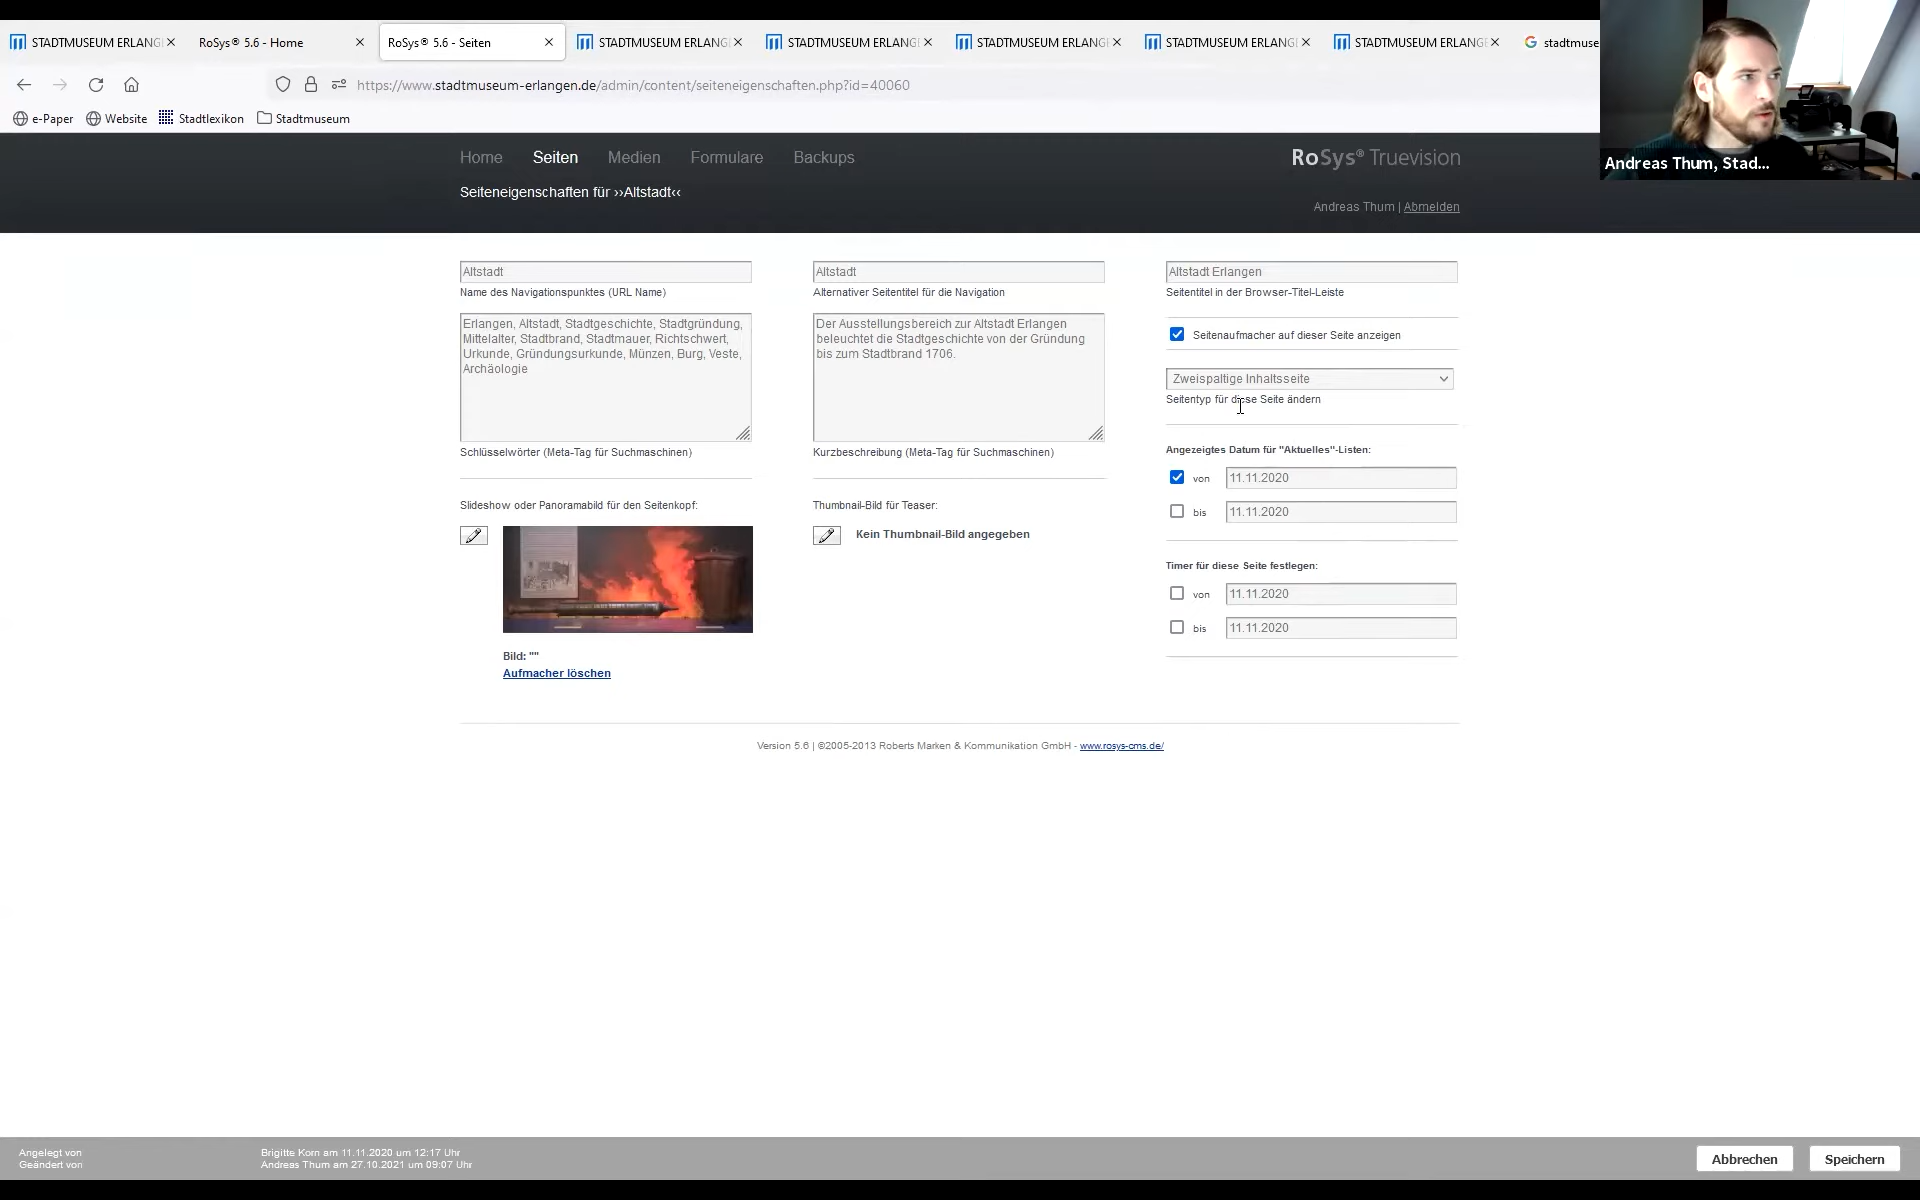 STADTMUSEUM ERLANG
RoSys® 5.6 - Home
RoSys® 5.6 - Seiten
STADTMUSEUM ERLANG
STADTMUSEUM ERLANG
STADTMUSEUM ERLANG
STADTMUSEUM ERLANG
STADTMUSEUM ERLANG
stadtmuse
https://www.stadtmuseum-erlangen.de/admin/content/seiteneigenschaften.php?id=40060
e-Paper
Website
Stadtlexikon
Stadtmuseum
Andreas Thum, Stad...
Home
Seiten
Medien
Formulare
Backups
RoSys® Truevision
Seiteneigenschaften für ››Altstadt‹‹
Andreas Thum | Abmelden
Altstadt
Name des Navigationspunktes (URL Name)
Erlangen, Altstadt, Stadtgeschichte, Stadtgründung,
Mittelalter, Stadtbrand, Stadtmauer, Richtschwert,
Urkunde, Gründungsurkunde, Münzen, Burg, Veste,
Archäologie
Schlüsselwörter (Meta-Tag für Suchmaschinen)
Slideshow oder Panoramabild für den Seitenkopf:
Bild: ""
Aufmacher löschen
Altstadt
Alternativer Seitentitel für die Navigation
Der Ausstellungsbereich zur Altstadt Erlangen
beleuchtet die Stadtgeschichte von der Gründung
bis zum Stadtbrand 1706.
Kurzbeschreibung (Meta-Tag für Suchmaschinen)
Thumbnail-Bild für Teaser:
Kein Thumbnail-Bild angegeben
Altstadt Erlangen
Seitentitel in der Browser-Titel-Leiste
Seitenaufmacher auf dieser Seite anzeigen
Zweispaltige Inhaltsseite
Seitentyp für diese Seite ändern
Angezeigtes Datum für "Aktuelles"-Listen:
von 11.11.2020
bis 11.11.2020
Timer für diese Seite festlegen:
von 11.11.2020
bis 11.11.2020
Version 5.6 | ©2005-2013 Roberts Marken & Kommunikation GmbH - www.rosys-cms.de/
Angelegt von Brigitte Korn am 11.11.2020 um 12:17 Uhr
Geändert von Andreas Thum am 27.10.2021 um 09:07 Uhr
Abbrechen
Speichern